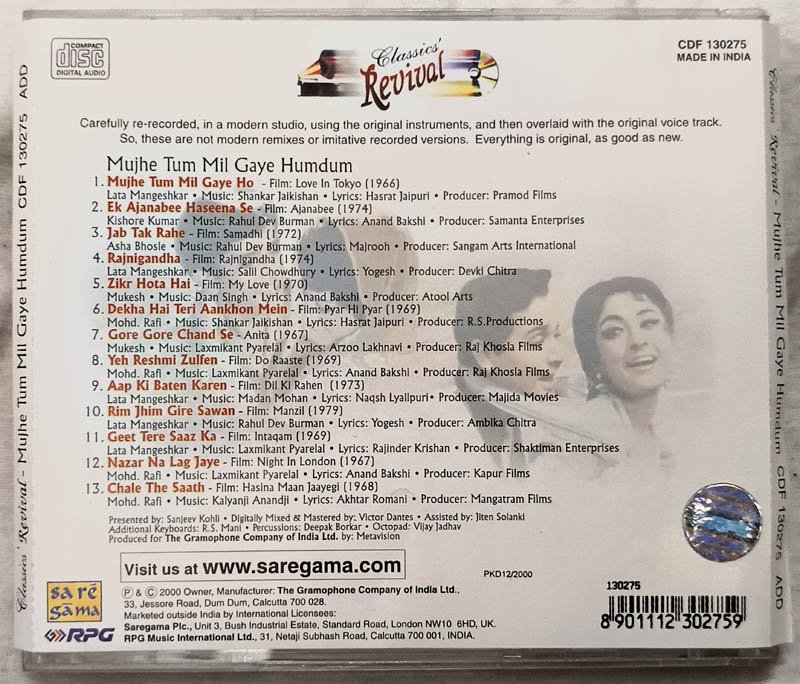 COMPACT
disc
DIGITAL AUDIO
Classics'
Revival
CDF 130275
MADE IN INDIA
Carefully re-recorded, in a modern studio, using the original instruments, and then overlaid with the original voice track.
So, these are not modern remixes or imitative recorded versions. Everything is original, as good as new.
Mujhe Tum Mil Gaye Humdum
1. Mujhe Tum Mil Gaye Ho - Film: Love In Tokyo (1966)
Lata Mangeshkar • Music: Shankar Jaikishan • Lyrics: Hasrat Jaipuri • Producer: Pramod Films
2. Ek Ajanabee Haseena Se - Film: Ajanabee (1974)
Kishore Kumar • Music: Rahul Dev Burman • Lyrics: Anand Bakshi • Producer: Samanta Enterprises
3. Jab Tak Rahe - Film: Samadhi (1972)
Asha Bhosle • Music: Rahul Dev Burman • Lyrics: Majrooh • Producer: Sangam Arts International
4. Rajnigandha - Film: Rajnigandha (1974)
Lata Mangeshkar • Music: Salil Chowdhury • Lyrics: Yogesh • Producer: Devki Chitra
5. Zikr Hota Hai - Film: My Love (1970)
Mukesh • Music: Daan Singh • Lyrics: Anand Bakshi • Producer: Atool Arts
6. Dekha Hai Teri Aankhon Mein - Film: Pyar Hi Pyar (1969)
Mohd. Rafi • Music: Shankar Jaikishan • Lyrics: Hasrat Jaipuri • Producer: R.S.Productions
7. Gore Gore Chand Se - Anita (1967)
Mukesh • Music: Laxmikant Pyarelal • Lyrics: Arzoo Lakhnavi • Producer: Raj Khosla Films
8. Yeh Reshmi Zulfen - Film: Do Raaste (1969)
Mohd. Rafi • Music: Laxmikant Pyarelal • Lyrics: Anand Bakshi • Producer: Raj Khosla Films
9. Aap Ki Baten Karen - Film: Dil Ki Rahen (1973)
Lata Mangeshkar • Music: Madan Mohan • Lyrics: Naqsh Lyallpuri • Producer: Majida Movies
10. Rim Jhim Gire Sawan - Film: Manzil (1979)
Lata Mangeshkar • Music: Rahul Dev Burman • Lyrics: Yogesh • Producer: Ambika Chitra
11. Geet Tere Saaz Ka - Film: Intaqam (1969)
Lata Mangeshkar • Music: Laxmikant Pyarelal • Lyrics: Rajinder Krishan • Producer: Shaktiman Enterprises
12. Nazar Na Lag Jaye - Film: Night In London (1967)
Mohd. Rafi • Music: Laxmikant Pyarelal • Lyrics: Anand Bakshi • Producer: Kapur Films
13. Chale The Saath - Film: Hasina Maan Jaayegi (1968)
Mohd. Rafi • Music: Kalyanji Anandji • Lyrics: Akhtar Romani • Producer: Mangatram Films
Presented by: Sanjeev Kohli • Digitally Mixed & Mastered by: Victor Dantes • Assisted by: Jiten Solanki
Additional Keyboards: R.S. Mani • Percussions: Deepak Borkar • Octopad: Vijay Jadhav
Produced for The Gramophone Company of India Ltd. by: Metavision
Visit us at www.saregama.com
PKD12/2000
sa re
gama
RPG
Ⓟ & © 2000 Owner, Manufacturer: The Gramophone Company of India Ltd.,
33, Jessore Road, Dum Dum, Calcutta 700 028.
Marketed outside India by International Licensees:
Saregama Plc., Unit 3, Bush Industrial Estate, Standard Road, London NW10 6HD, UK.
RPG Music International Ltd., 31, Netaji Subhash Road, Calcutta 700 001, INDIA.
130275
8 901112 302759
Classics' Revival - Mujhe Tum Mil Gaye Humdum CDF 130275 ADD
Classics' Revival - Mujhe Tum Mil Gaye Humdum CDF 130275 ADD